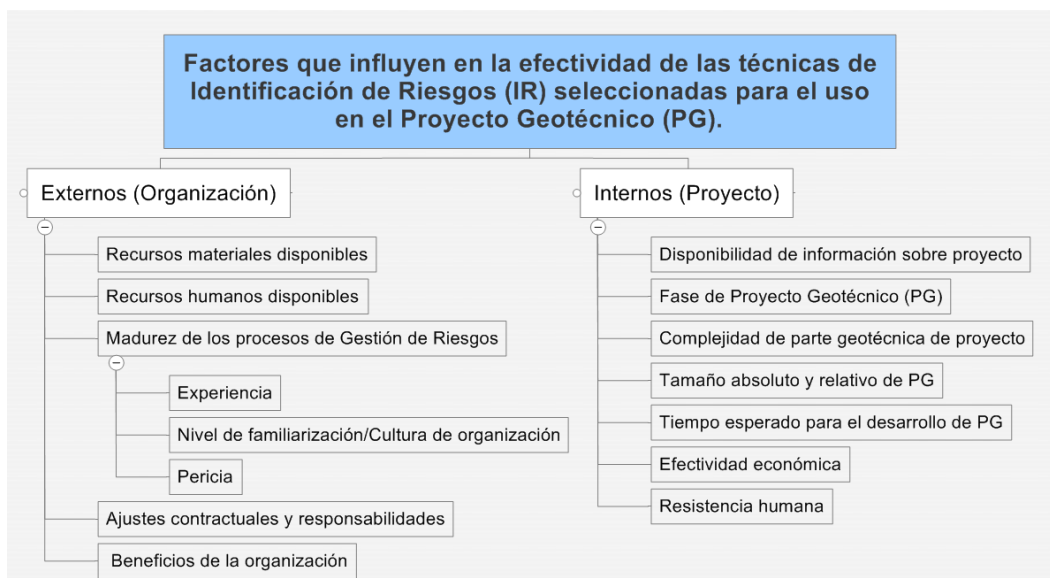 Factores que influyen en la efectividad de las técnicas de
Identificación de Riesgos (IR) seleccionadas para el uso
en el Proyecto Geotécnico (PG).
Externos (Organización)
Recursos materiales disponibles
Recursos humanos disponibles
Madurez de los procesos de Gestión de Riesgos
Experiencia
Nivel de familiarización/Cultura de organización
Pericia
Ajustes contractuales y responsabilidades
Beneficios de la organización
Internos (Proyecto)
Disponibilidad de información sobre proyecto
Fase de Proyecto Geotécnico (PG)
Complejidad de parte geotécnica de proyecto
Tamaño absoluto y relativo de PG
Tiempo esperado para el desarrollo de PG
Efectividad económica
Resistencia humana